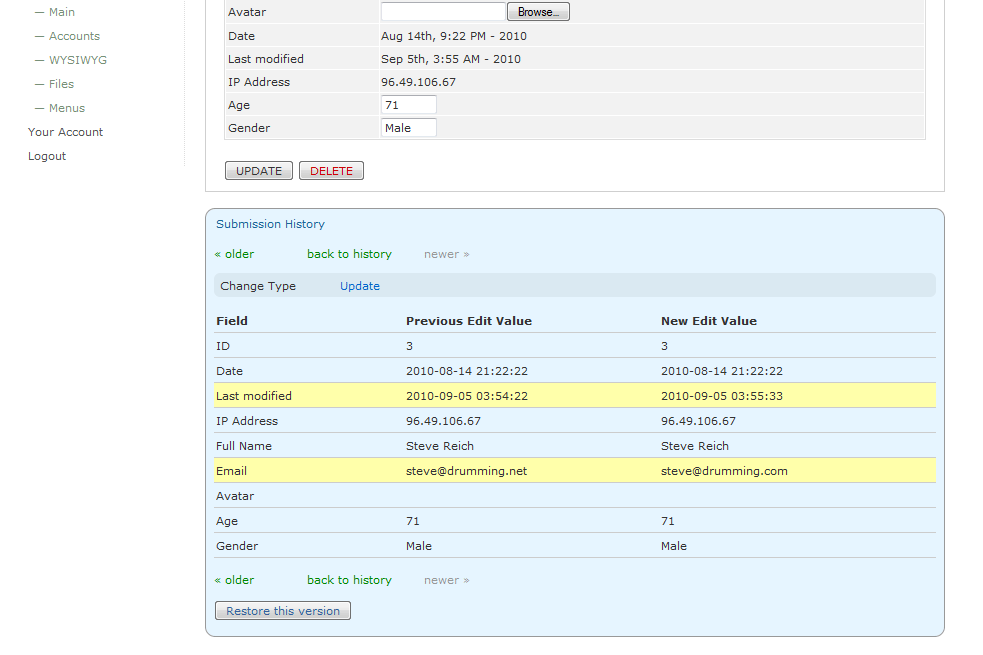 — Main
— Accounts
— WYSIWYG
— Files
— Menus
Your Account
Logout
Avatar Browse...
Date Aug 14th, 9:22 PM - 2010
Last modified Sep 5th, 3:55 AM - 2010
IP Address 96.49.106.67
Age 71
Gender Male
UPDATE DELETE
Submission History
« older back to history newer »
Change Type Update
Field Previous Edit Value New Edit Value
ID 3 3
Date 2010-08-14 21:22:22 2010-08-14 21:22:22
Last modified 2010-09-05 03:54:22 2010-09-05 03:55:33
IP Address 96.49.106.67 96.49.106.67
Full Name Steve Reich Steve Reich
Email steve@drumming.net steve@drumming.com
Avatar
Age 71 71
Gender Male Male
« older back to history newer »
Restore this version